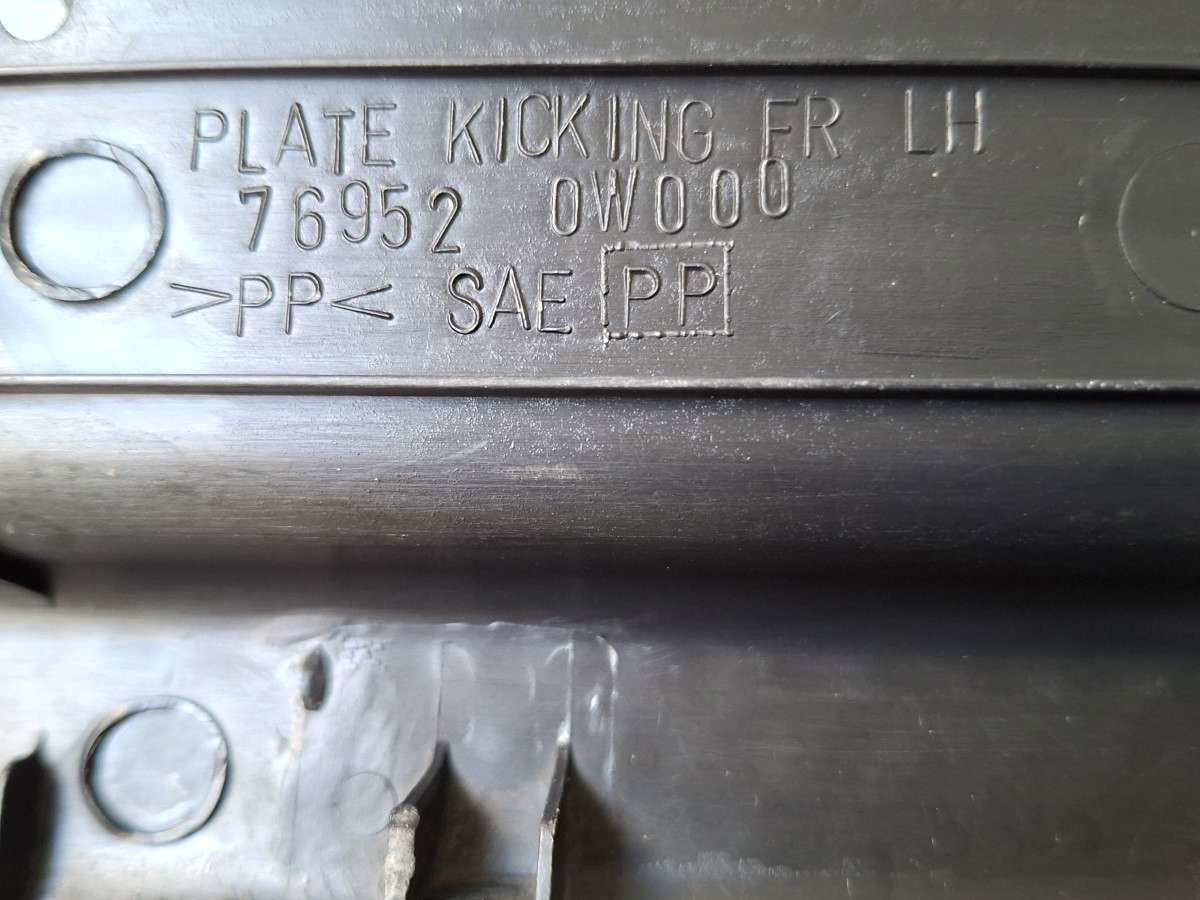 PLATE KICKING FR LH
76952 0W000
>PP< SAE PP